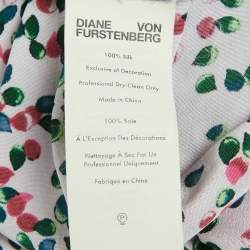 DIANE VON
FURSTENBERG
100% Silk
Exclusive of Decoration
Professional Dry Clean Only
Made in China
100% Soie
À L'Exception Des Décorations
Nettoyage À Sec Par Un
Professionnel Uniquement
Fabriqué en Chine
P